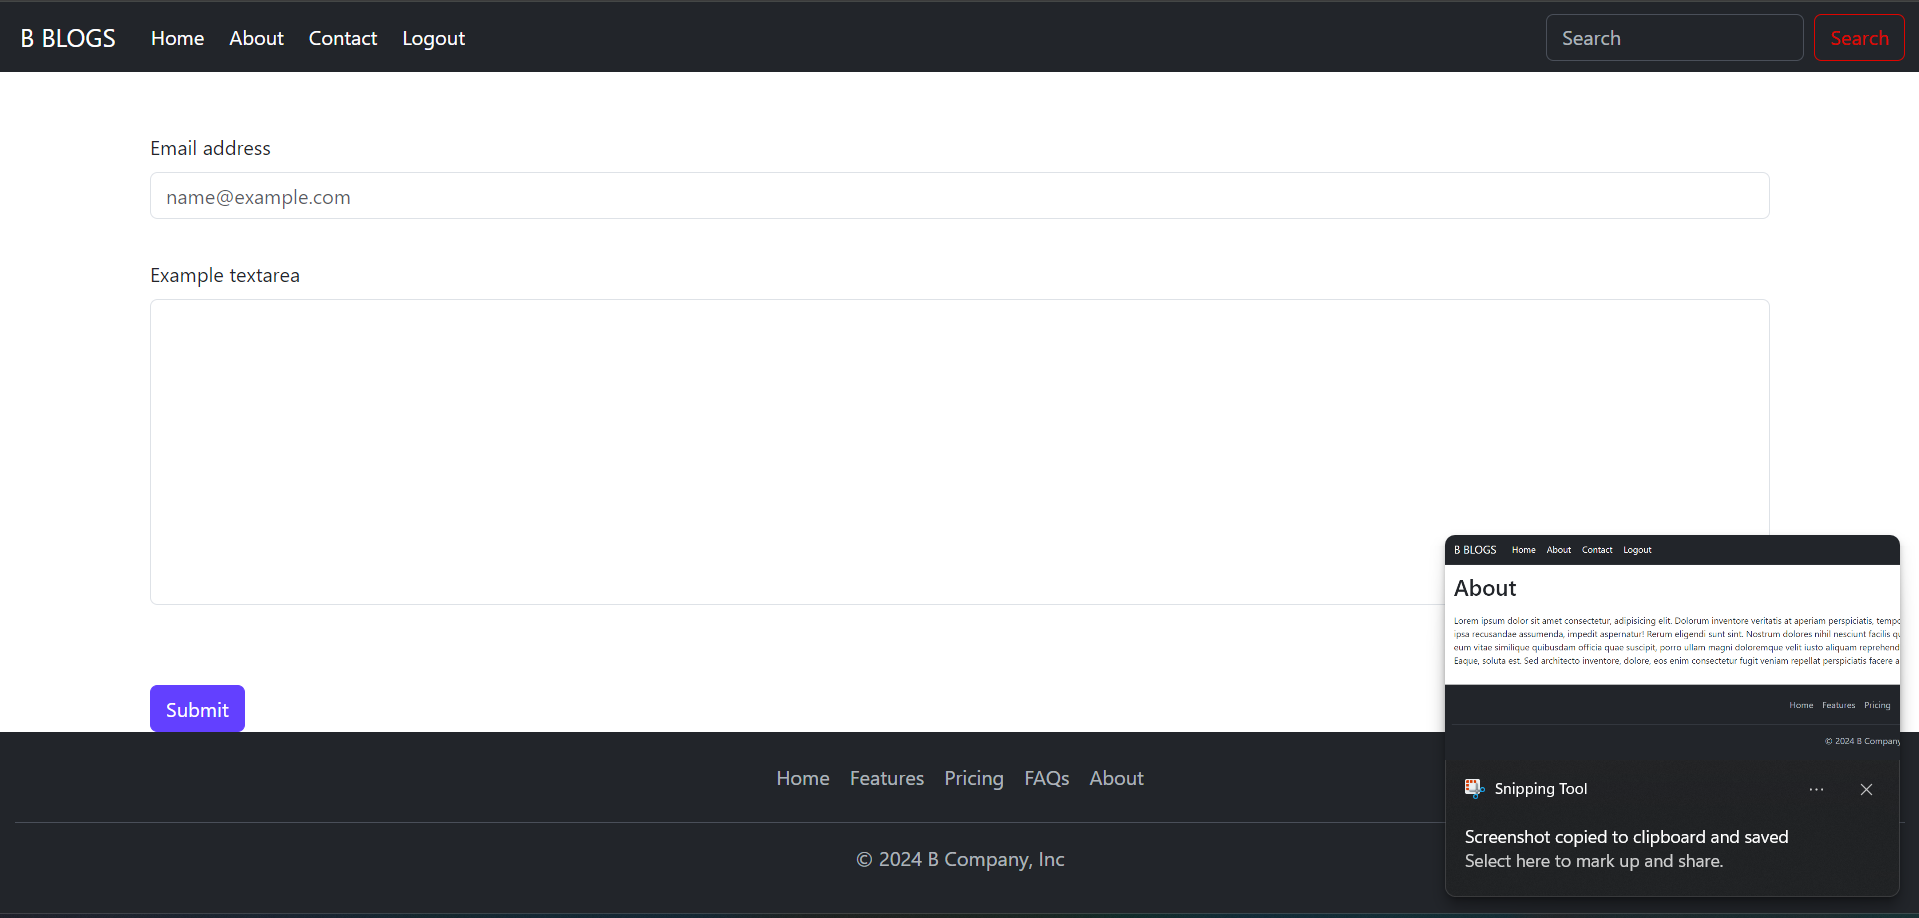 B BLOGS Home About Contact Logout Search Search
Email address
name@example.com
Example textarea
Submit
B BLOGS Home About Contact Logout
About
Lorem ipsum dolor sit amet consectetur, adipisicing elit. Dolorum inventore veritatis at aperiam perspiciatis, tempo
ipsa recusandae assumenda, impedit aspernatur! Rerum eligendi sunt sint. Nostrum dolores nihil nesciunt facilis qu
eum vitae similique quibusdam officia quae suscipit, porro ullam magni doloremque velit iusto aliquam reprehend
Eaque, soluta est. Sed architecto inventore, dolore, eos enim consectetur fugit veniam repellat perspiciatis facere a
Home Features Pricing
© 2024 B Company
Snipping Tool
Screenshot copied to clipboard and saved
Select here to mark up and share.
Home Features Pricing FAQs About
© 2024 B Company, Inc